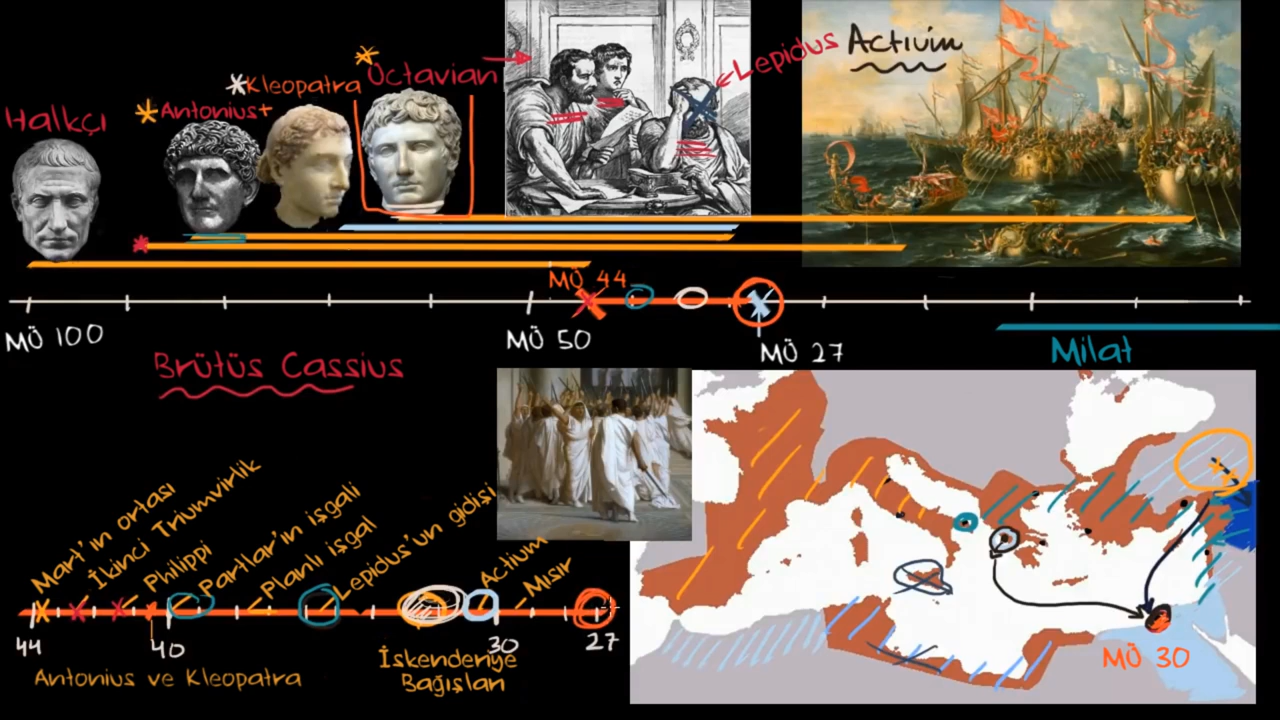 Halkçı
Antonius+
Kleopatra
Octavian
Lepidus
Actium
MÖ 44
MÖ 100
MÖ 50
MÖ 27
Milat
Brütüs Cassius
Mart'ın ortası
İkinci Triumvirlik
Philippi
Partlar'ın işgali
Planlı işgal
Lepidus'un gidişi
Actium
Mısır
44
40
30
27
Antonius ve Kleopatra
İskenderiye
Bağışları
MÖ 30